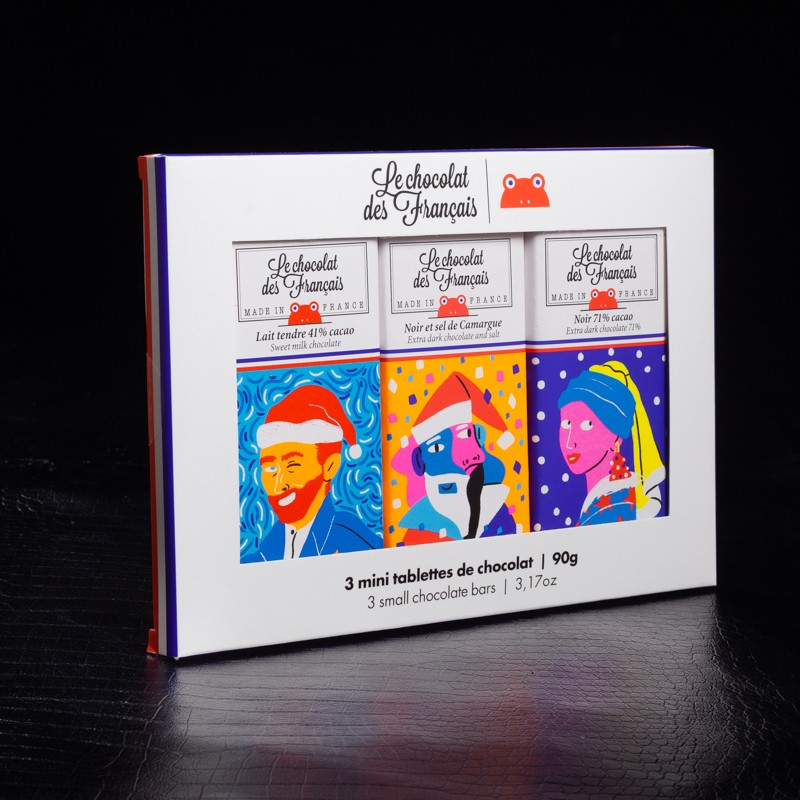 Le chocolat
des Français
Le chocolat
des Français
MADE IN FRANCE
Lait tendre 41% cacao
Sweet milk chocolate
Le chocolat
des Français
MADE IN FRANCE
Noir et sel de Camargue
Extra dark chocolate and salt
Le chocolat
des Français
MADE IN FRANCE
Noir 71% cacao
Extra dark chocolate 71%
3 mini tablettes de chocolat | 90g
3 small chocolate bars | 3,17oz